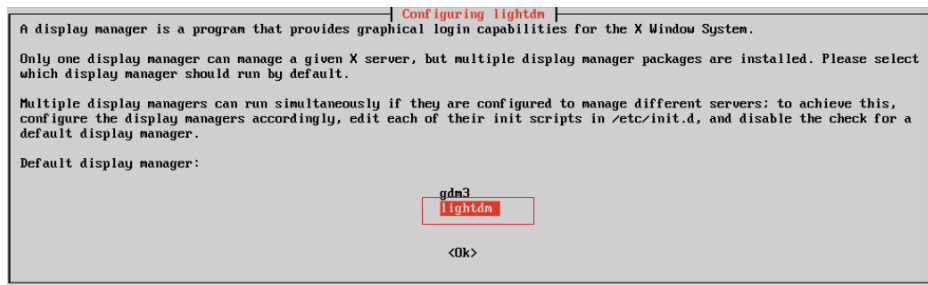 Configuring lightdm
A display manager is a program that provides graphical login capabilities for the X Window System.
Only one display manager can manage a given X server, but multiple display manager packages are installed. Please select
which display manager should run by default.
Multiple display managers can run simultaneously if they are configured to manage different servers; to achieve this,
configure the display managers accordingly, edit each of their init scripts in /etc/init.d, and disable the check for a
default display manager.
Default display manager:
gdm3
lightdm
<Ok>